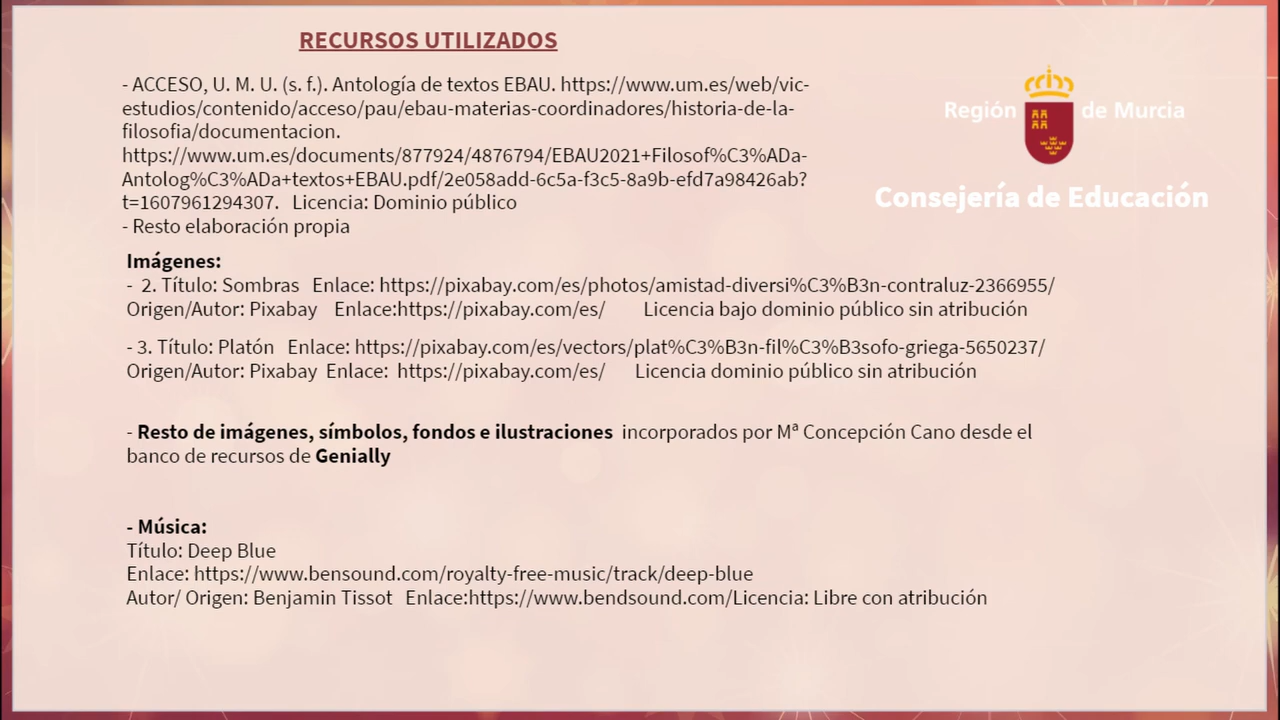 RECURSOS UTILIZADOS
- ACCESO, U. M. U. (s. f.). Antología de textos EBAU. https://www.um.es/web/vic-
estudios/contenido/acceso/pau/ebau-materias-coordinadores/historia-de-la-
filosofia/documentacion.
https://www.um.es/documents/877924/4876794/EBAU2021+Filosof%C3%ADa-
Antolog%C3%ADa+textos+EBAU.pdf/2e058add-6c5a-f3c5-8a9b-efd7a98426ab?
t=1607961294307. Licencia: Dominio público
- Resto elaboración propia
Región de Murcia
Consejería de Educación
Imágenes:
- 2. Título: Sombras Enlace: https://pixabay.com/es/photos/amistad-diversi%C3%B3n-contraluz-2366955/
Origen/Autor: Pixabay Enlace:https://pixabay.com/es/ Licencia bajo dominio público sin atribución
- 3. Título: Platón Enlace: https://pixabay.com/es/vectors/plat%C3%B3n-fil%C3%B3sofo-griega-5650237/
Origen/Autor: Pixabay Enlace: https://pixabay.com/es/ Licencia dominio público sin atribución
- Resto de imágenes, símbolos, fondos e ilustraciones incorporados por Mª Concepción Cano desde el
banco de recursos de Genially
- Música:
Título: Deep Blue
Enlace: https://www.bensound.com/royalty-free-music/track/deep-blue
Autor/ Origen: Benjamin Tissot Enlace:https://www.bendsound.com/Licencia: Libre con atribución